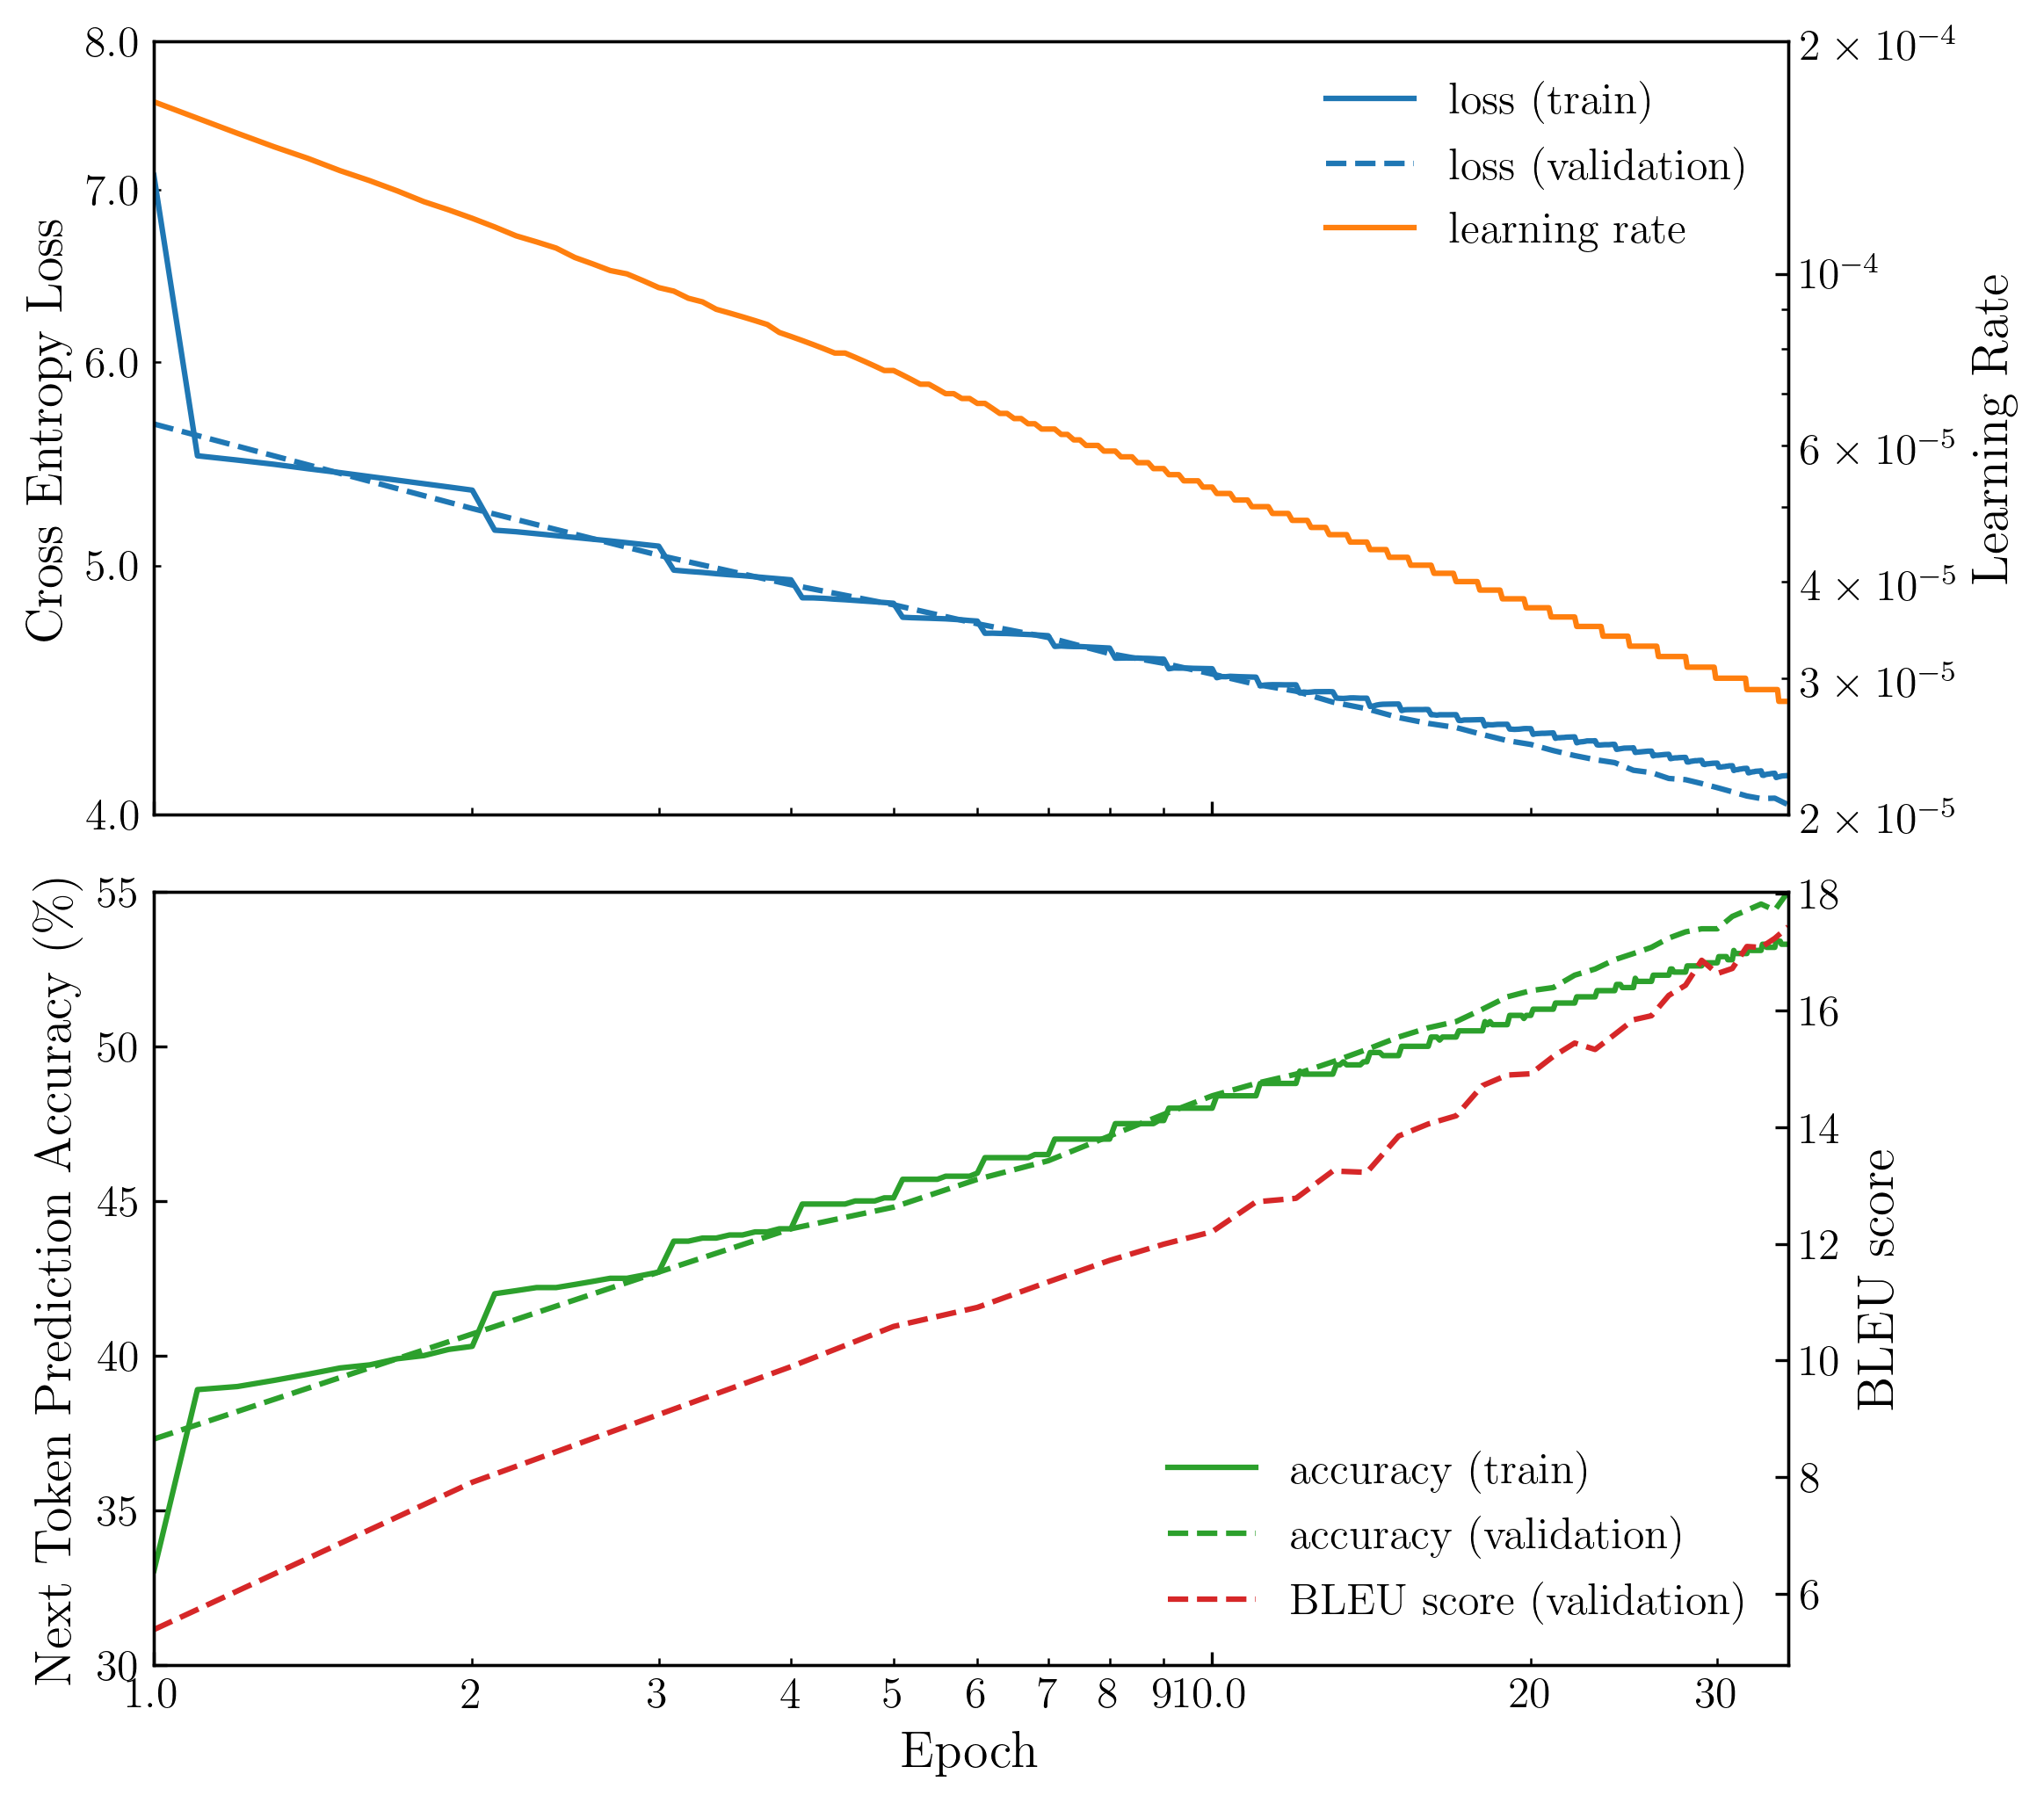 8.0
7.0
6.0
5.0
4.0
Cross Entropy Loss
loss (train)
loss (validation)
learning rate
2 × 10⁻⁴
10⁻⁴
6 × 10⁻⁵
4 × 10⁻⁵
3 × 10⁻⁵
2 × 10⁻⁵
Learning Rate
55
50
45
40
35
30
Next Token Prediction Accuracy (%)
accuracy (train)
accuracy (validation)
BLEU score (validation)
18
16
14
12
10
8
6
BLEU score
1.0 2 3 4 5 6 7 8 9 10.0 20 30
Epoch